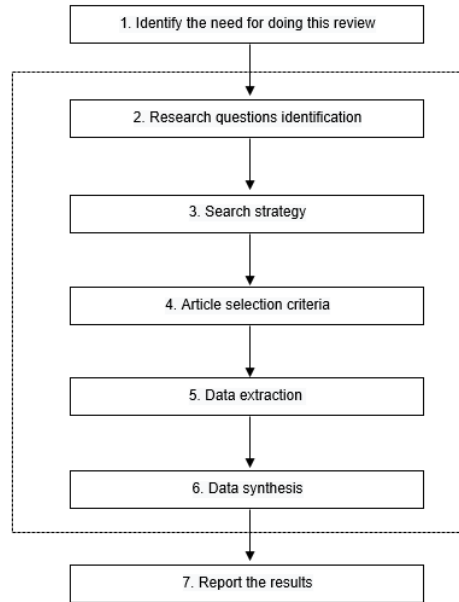 1. Identify the need for doing this review
2. Research questions identification
3. Search strategy
4. Article selection criteria
5. Data extraction
6. Data synthesis
7. Report the results